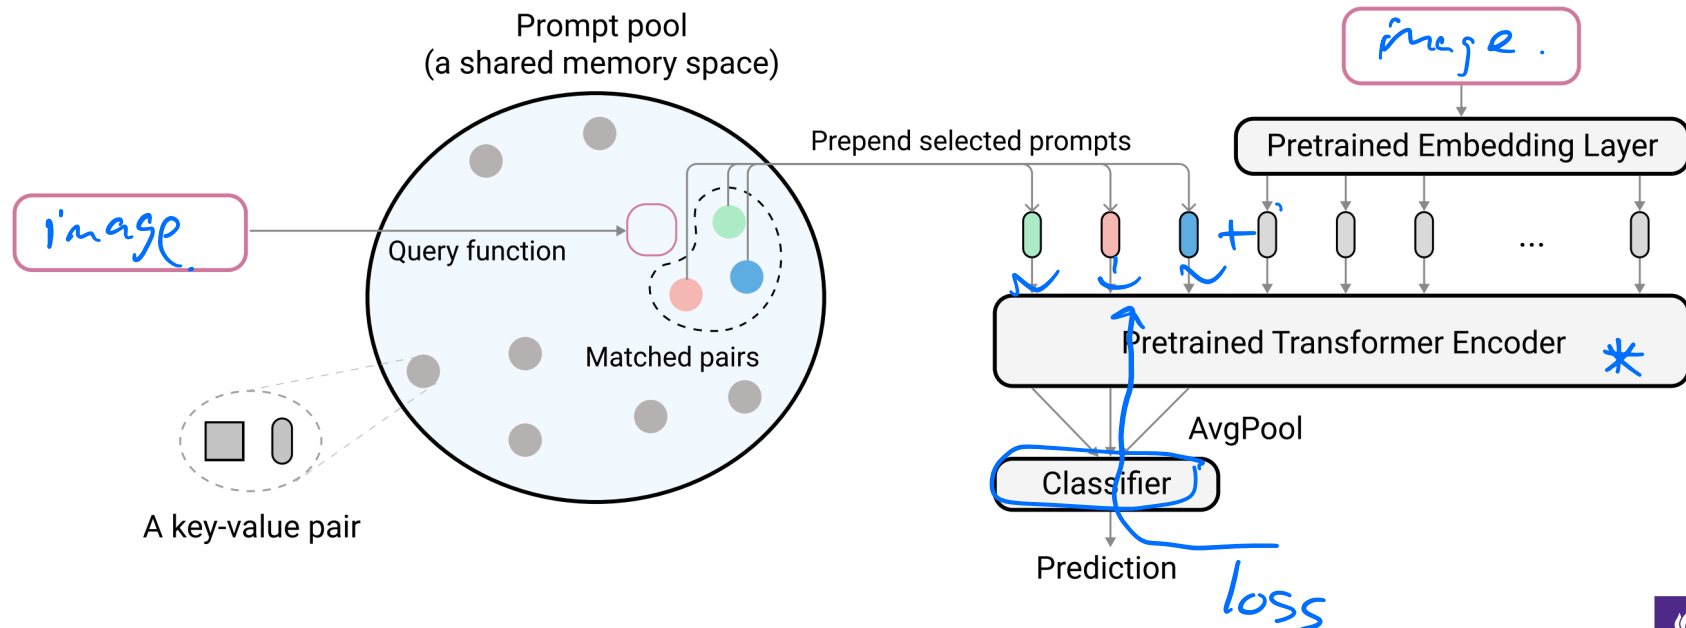 Prompt pool
(a shared memory space)
image.
Pretrained Embedding Layer
Prepend selected prompts
image.
Query function
+
...
Matched pairs
Pretrained Transformer Encoder *
AvgPool
Classifier
A key-value pair
Prediction
loss